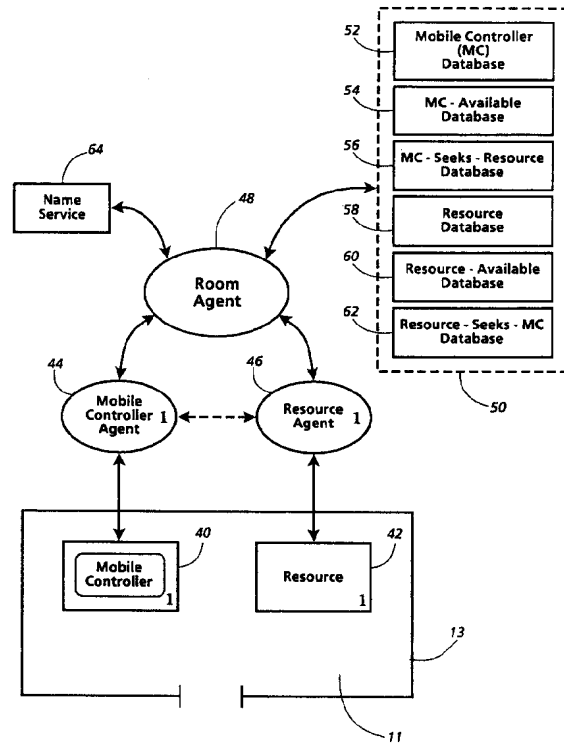 52
Mobile Controller
(MC)
Database
54
MC - Available
Database
56
MC - Seeks - Resource
Database
58
Resource
Database
60
Resource - Available
Database
62
Resource - Seeks - MC
Database
50
64
Name
Service
48
Room
Agent
44
Mobile
Controller
Agent 1
46
Resource
Agent 1
40
Mobile
Controller
1
42
Resource
1
13
11